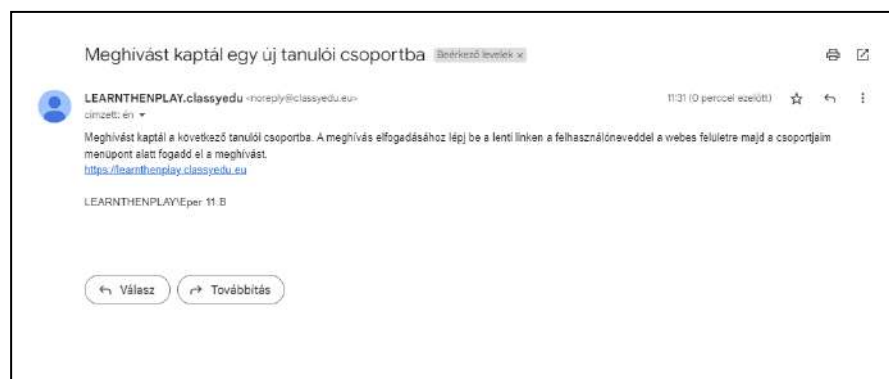 Meghívást kaptál egy új tanulói csoportba Beérkező levelek x
LEARNTHENPLAY.classyedu <noreply@classyedu.eu> 11:31 (0 perccel ezelőtt)
címzett: én
Meghívást kaptál a következő tanulói csoportba. A meghívás elfogadásához lépj be a lenti linken a felhasználóneveddel a webes felületre majd a csoportjaim
menüpont alatt fogadd el a meghívást.
https://learnthenplay.classyedu.eu
LEARNTHENPLAY\Eper 11.B
Válasz Továbbítás